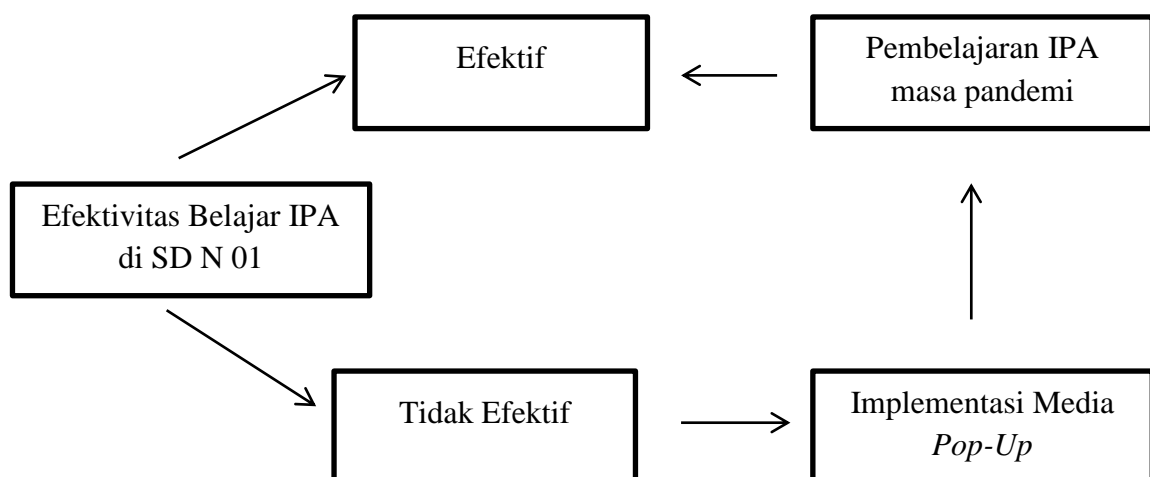 Efektif
Pembelajaran IPA
masa pandemi
Efektivitas Belajar IPA
di SD N 01
Tidak Efektif
Implementasi Media
Pop-Up